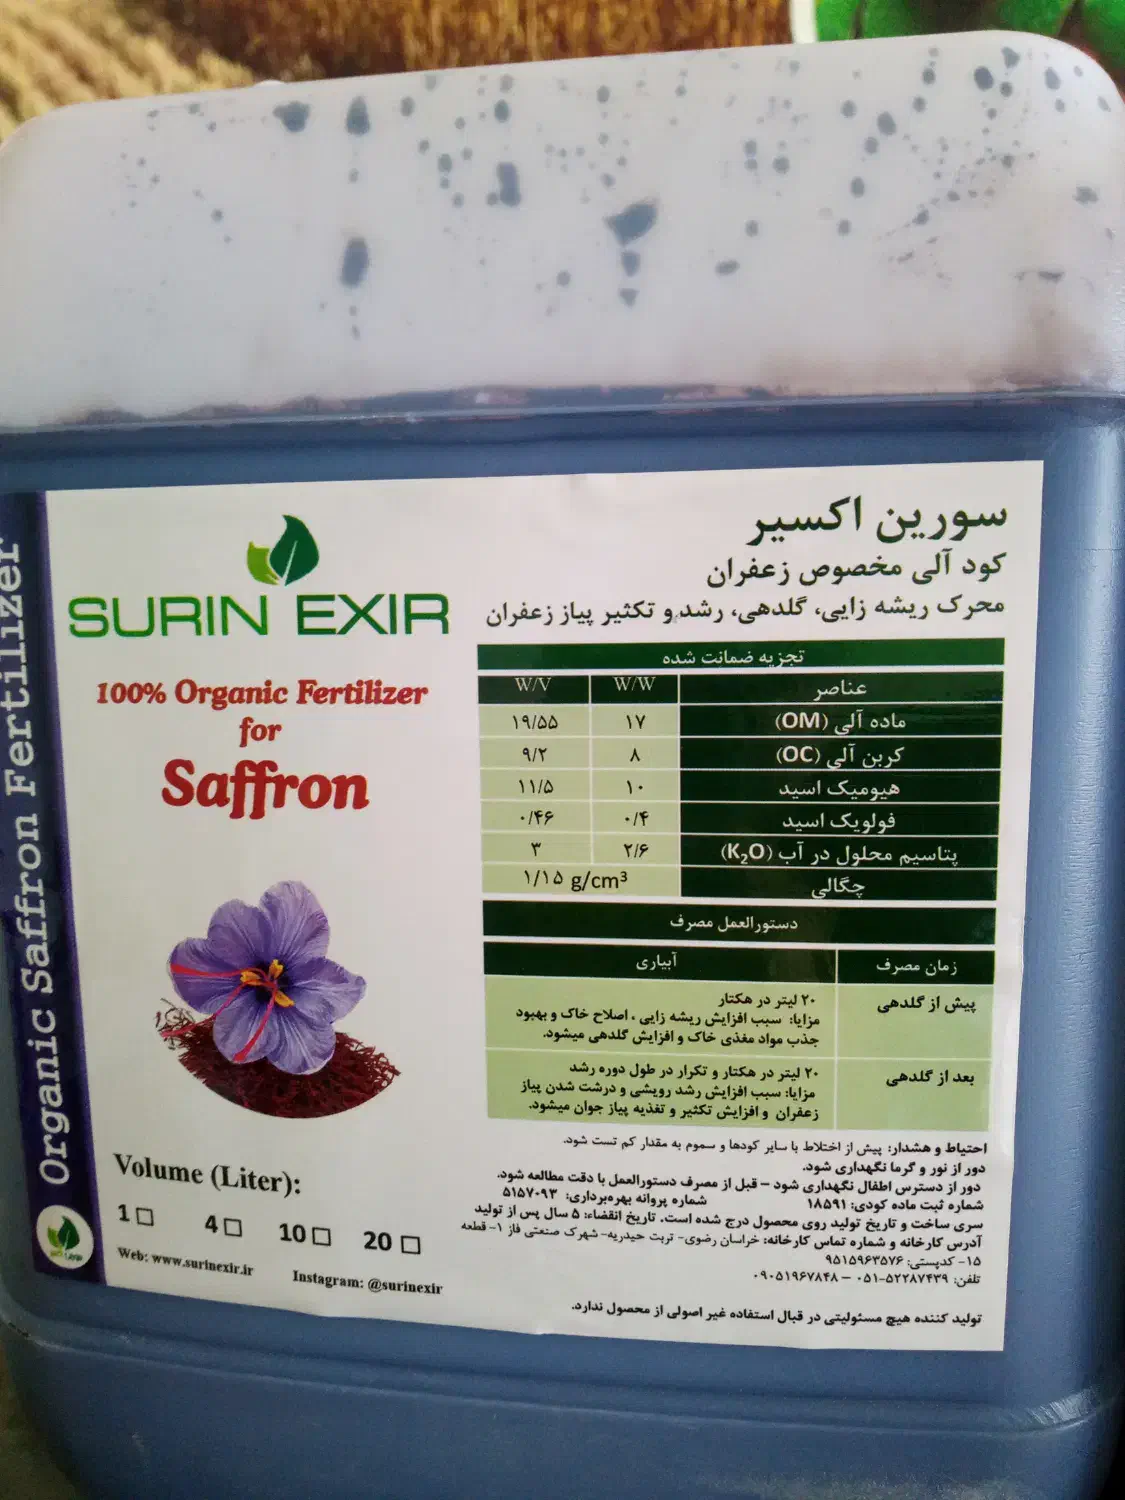 Organic Saffron Fertilizer
SURIN EXIR
100% Organic Fertilizer
for
Saffron
Volume (Liter):
1 4 10 20
Web: www.surinexir.ir
Instagram: @surinexir
سورین اکسیر
کود آلی مخصوص زعفران
محرک ریشه زایی، گلدهی، رشد و تکثیر پیاز زعفران
تجزیه ضمانت شده
عناصر W/W W/V
ماده آلی (OM) ۱۷ ۱۹/۵۵
کربن آلی (OC) ۸ ۹/۲
هیومیک اسید ۱۰ ۱۱/۵
فولویک اسید ۰/۴ ۰/۴۶
پتاسیم محلول در آب (K₂O) ۲/۶ ۳
چگالی ۱/۱۵ g/cm³
دستورالعمل مصرف
زمان مصرف آبیاری
پیش از گلدهی ۲۰ لیتر در هکتار
مزایا: سبب افزایش ریشه زایی، اصلاح خاک و بهبود
جذب مواد مغذی خاک و افزایش گلدهی میشود.
بعد از گلدهی ۲۰ لیتر در هکتار و تکرار در طول دوره رشد
مزایا: سبب افزایش رشد رویشی و درشت شدن پیاز
زعفران و افزایش تکثیر و تغذیه پیاز جوان میشود.
احتیاط و هشدار: پیش از اختلاط با سایر کودها و سموم به مقدار کم تست شود.
دور از نور و گرما نگهداری شود.
دور از دسترس اطفال نگهداری شود – قبل از مصرف دستورالعمل با دقت مطالعه شود.
شماره ثبت ماده کودی: ۱۸۵۹۱ شماره پروانه بهره‌برداری: ۵۱۵۷۰۹۳
سری ساخت و تاریخ تولید روی محصول درج شده است. تاریخ انقضاء: ۵ سال پس از تولید
آدرس کارخانه و شماره تماس کارخانه: خراسان رضوی- تربت حیدریه- شهرک صنعتی فاز ۱- قطعه
۱۵- کدپستی: ۹۵۱۵۹۶۳۵۷۶
تلفن: ۵۲۲۸۷۴۳۹-۰۵۱ – ۰۹۰۵۱۹۶۷۸۴۸
تولید کننده هیچ مسئولیتی در قبال استفاده غیر اصولی از محصول ندارد.